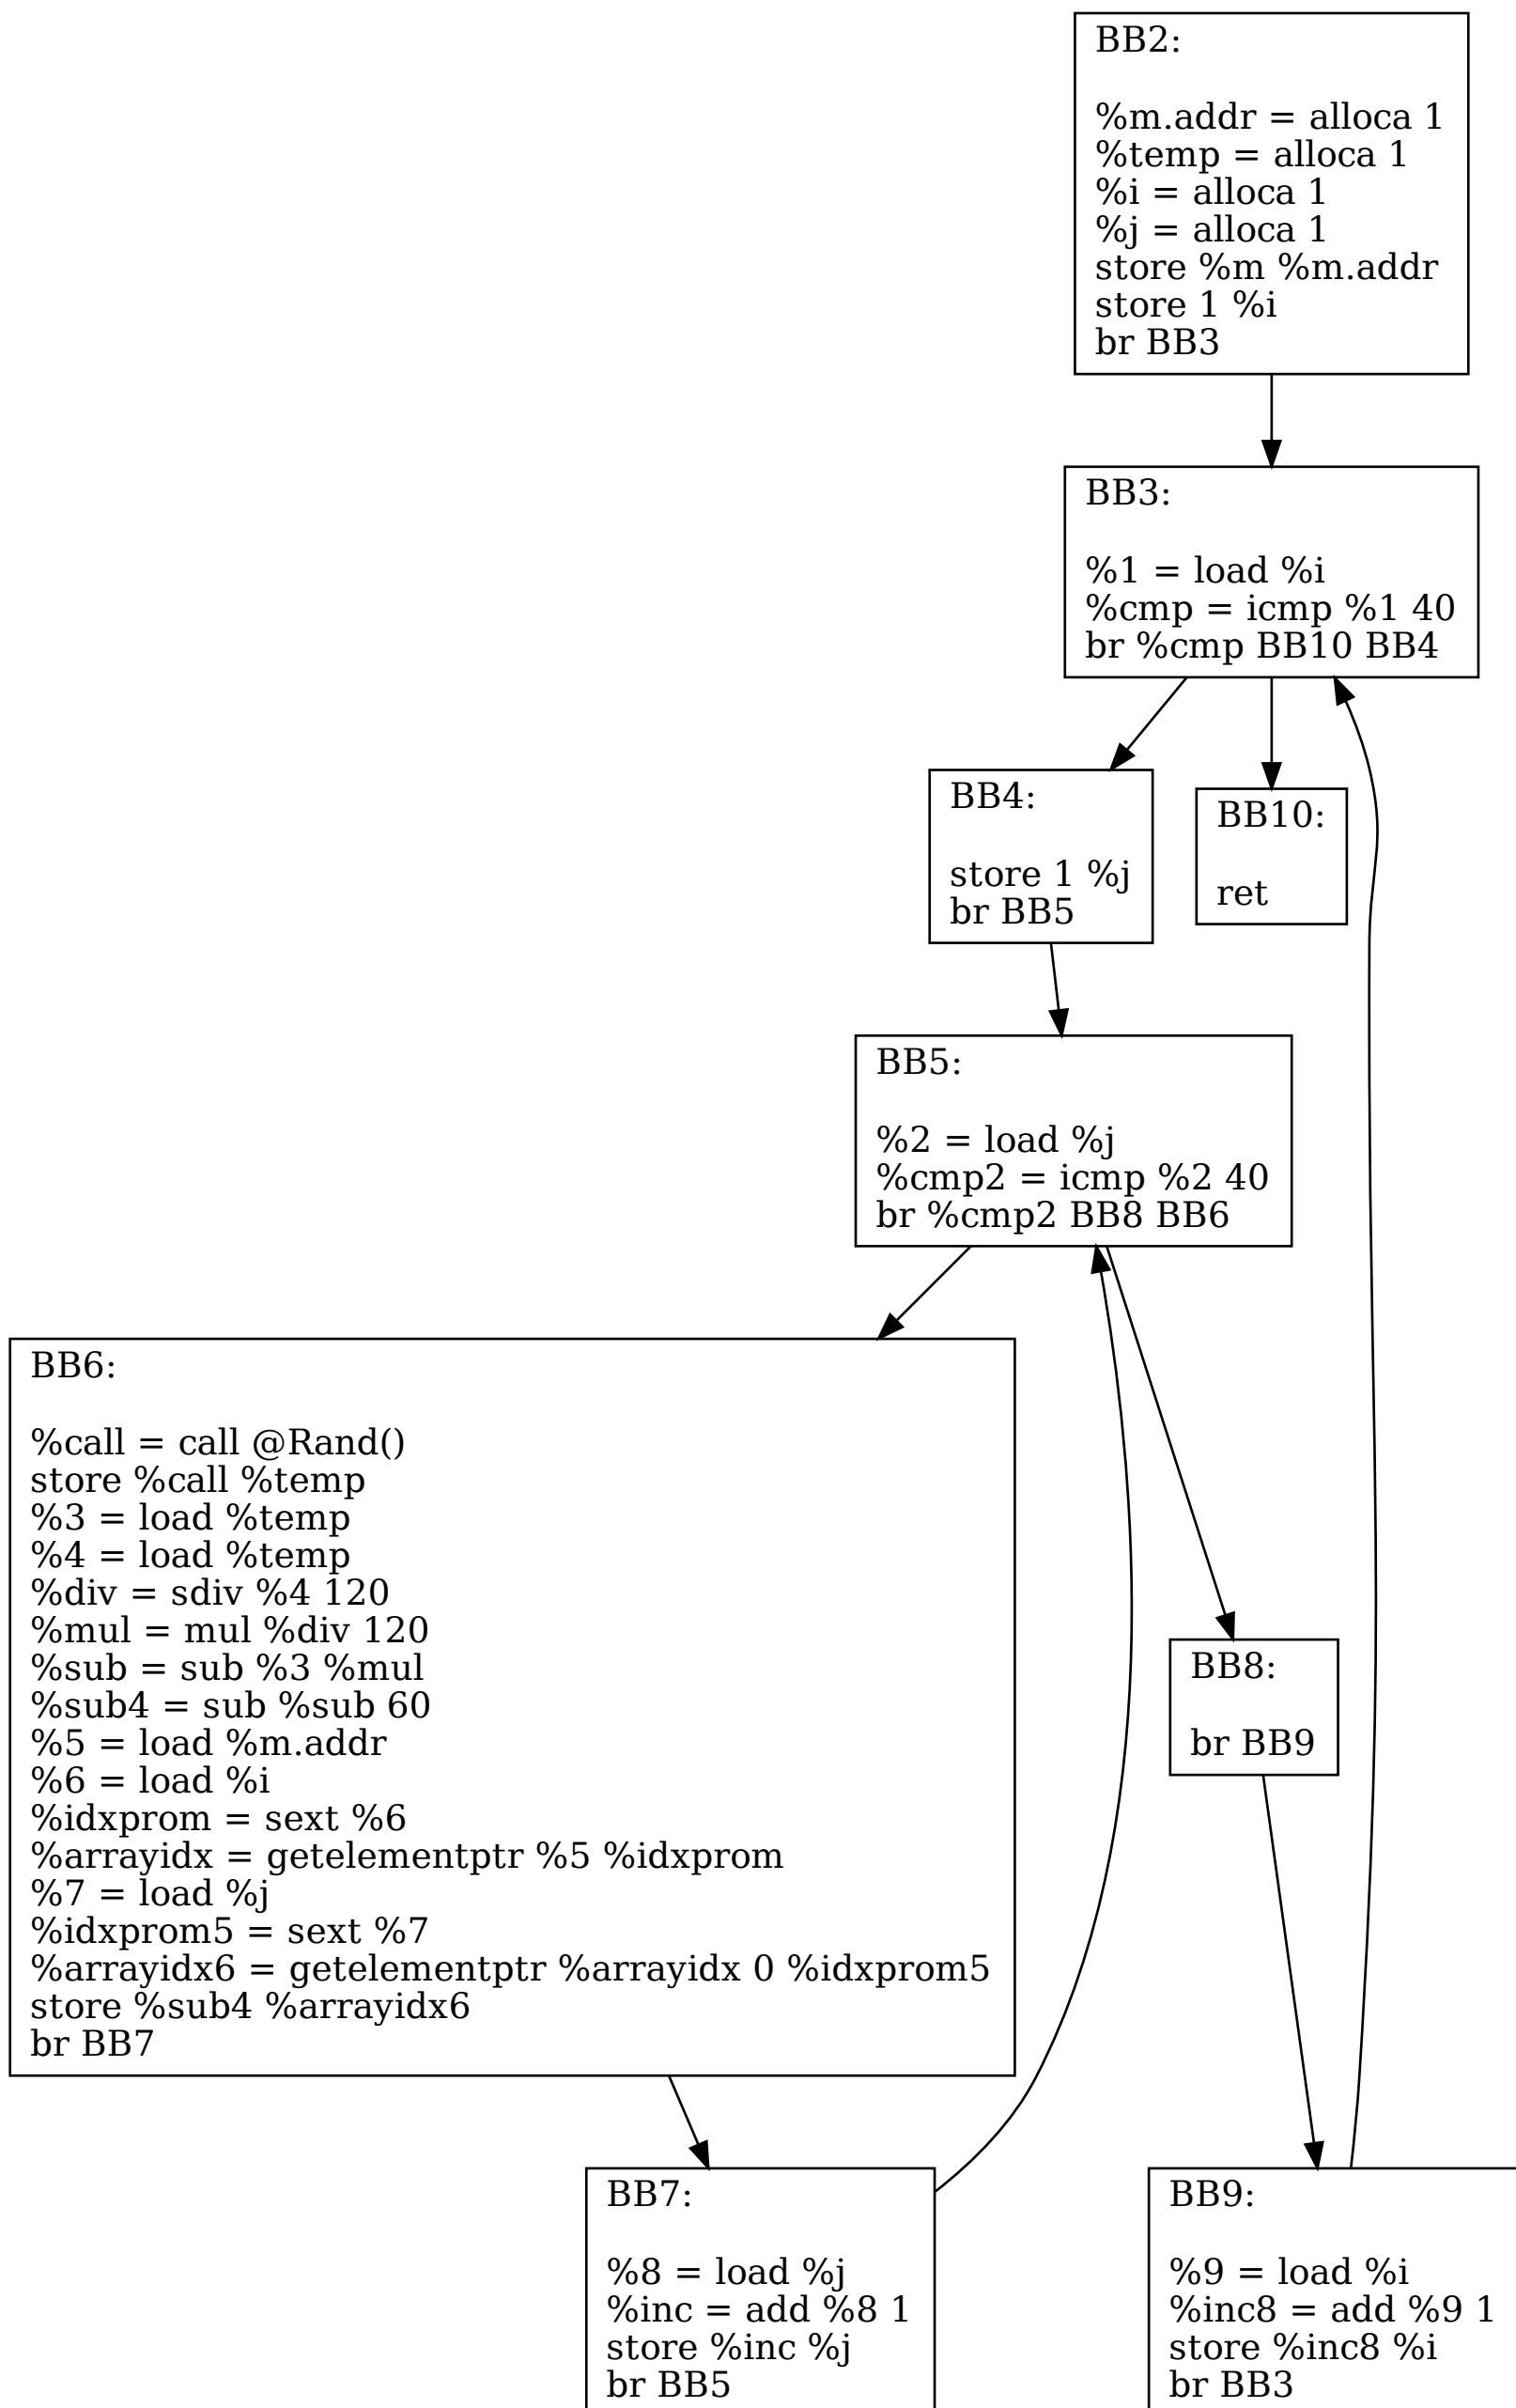 BB2:
%m.addr = alloca 1
%temp = alloca 1
%i = alloca 1
%j = alloca 1
store %m %m.addr
store 1 %i
br BB3
BB3:
%1 = load %i
%cmp = icmp %1 40
br %cmp BB10 BB4
BB4:
store 1 %j
br BB5
BB10:
ret
BB5:
%2 = load %j
%cmp2 = icmp %2 40
br %cmp2 BB8 BB6
BB6:
%call = call @Rand()
store %call %temp
%3 = load %temp
%4 = load %temp
%div = sdiv %4 120
%mul = mul %div 120
%sub = sub %3 %mul
%sub4 = sub %sub 60
%5 = load %m.addr
%6 = load %i
%idxprom = sext %6
%arrayidx = getelementptr %5 %idxprom
%7 = load %j
%idxprom5 = sext %7
%arrayidx6 = getelementptr %arrayidx 0 %idxprom5
store %sub4 %arrayidx6
br BB7
BB8:
br BB9
BB7:
%8 = load %j
%inc = add %8 1
store %inc %j
br BB5
BB9:
%9 = load %i
%inc8 = add %9 1
store %inc8 %i
br BB3